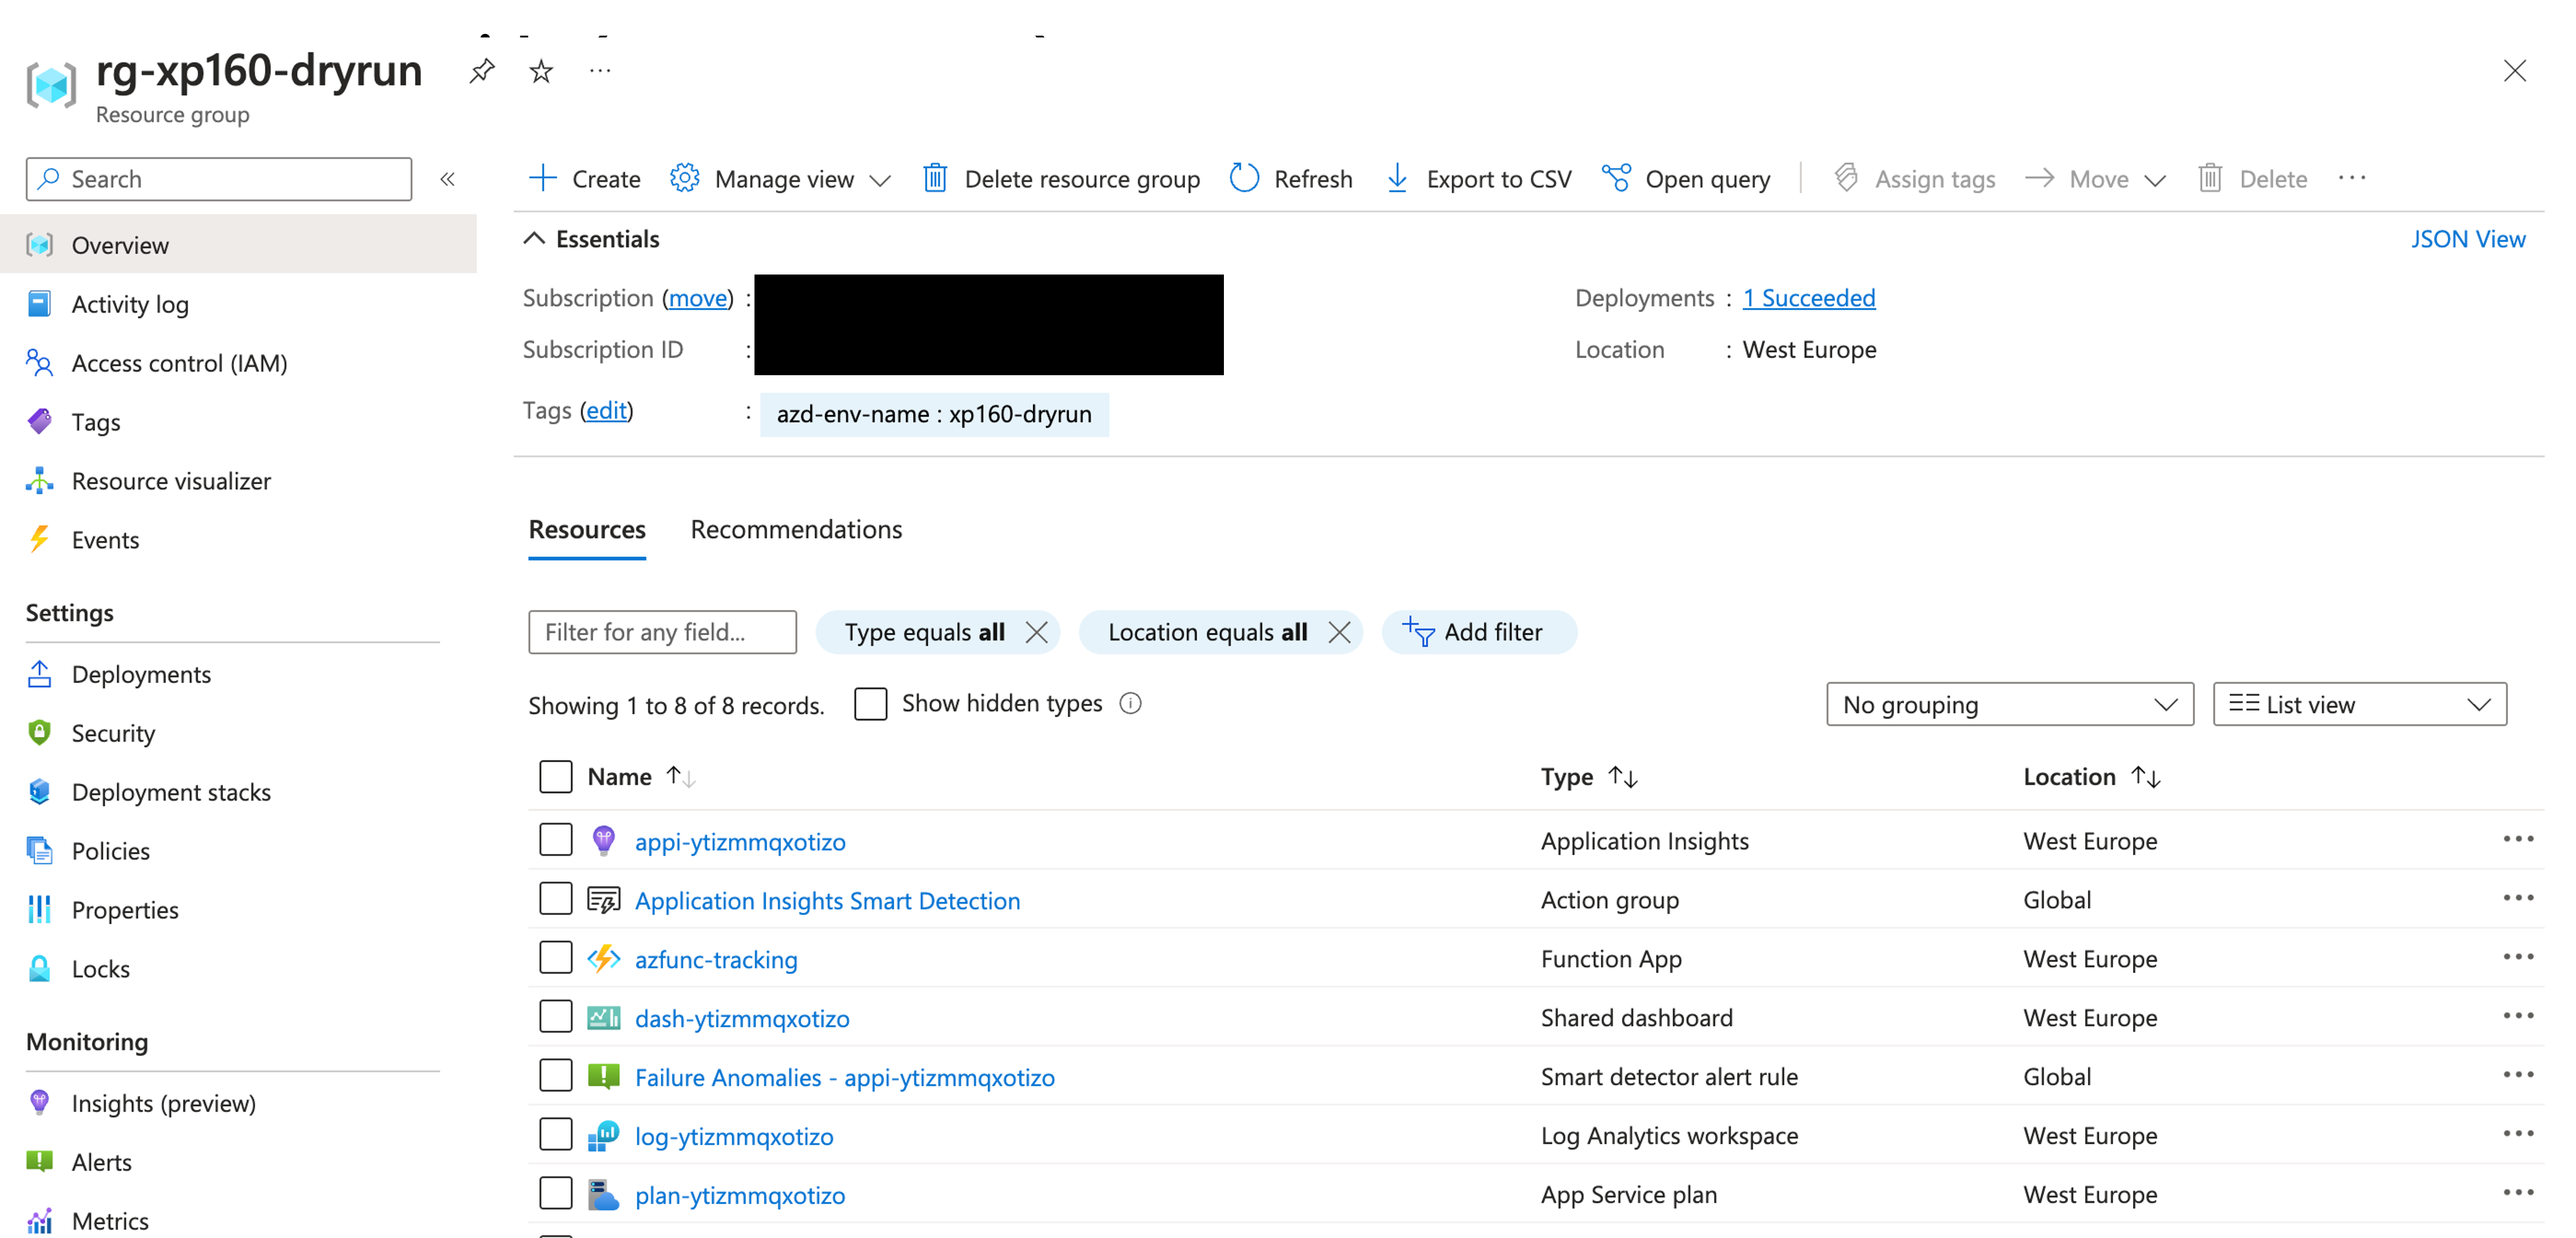 rg-xp160-dryrun
Resource group
Search
Create
Manage view
Delete resource group
Refresh
Export to CSV
Open query
Assign tags
Move
Delete
Overview
Activity log
Access control (IAM)
Tags
Resource visualizer
Events
Settings
Deployments
Security
Deployment stacks
Policies
Properties
Locks
Monitoring
Insights (preview)
Alerts
Metrics
Essentials
JSON View
Subscription (move) :
Deployments : 1 Succeeded
Subscription ID :
Location : West Europe
Tags (edit) : azd-env-name : xp160-dryrun
Resources Recommendations
Filter for any field...
Type equals all
Location equals all
Add filter
Showing 1 to 8 of 8 records.
Show hidden types
No grouping
List view
Name Type Location
appi-ytizmmqxotizo Application Insights West Europe
Application Insights Smart Detection Action group Global
azfunc-tracking Function App West Europe
dash-ytizmmqxotizo Shared dashboard West Europe
Failure Anomalies - appi-ytizmmqxotizo Smart detector alert rule Global
log-ytizmmqxotizo Log Analytics workspace West Europe
plan-ytizmmqxotizo App Service plan West Europe